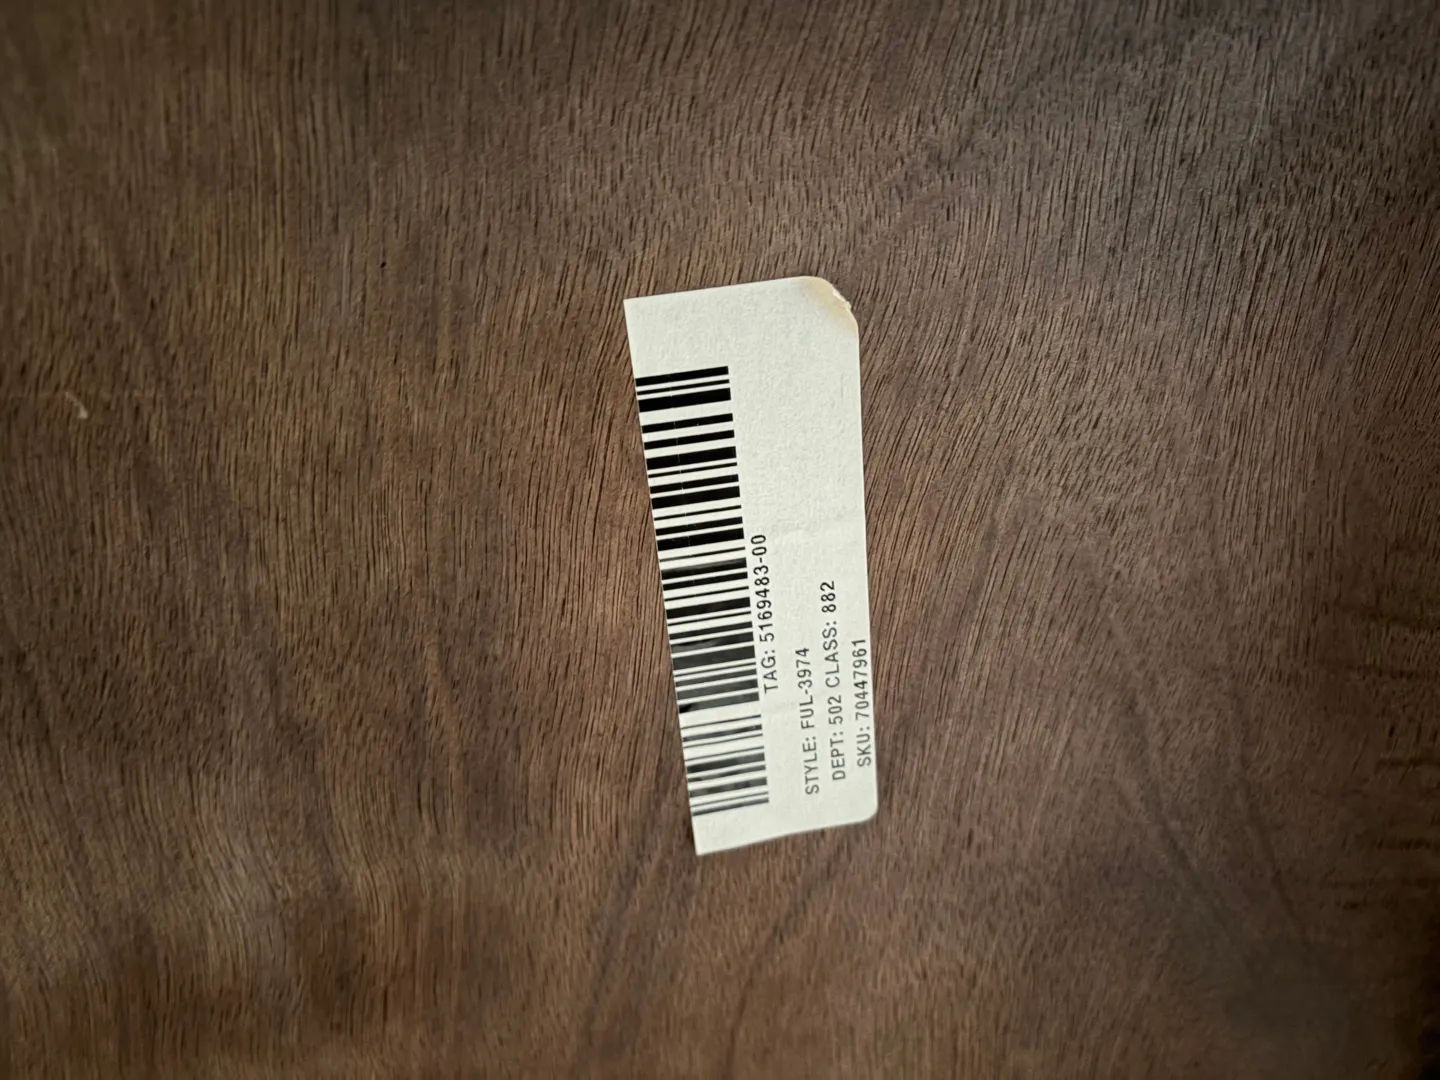 TAG: 5169483-00
STYLE: FUL-3974
DEPT: 502 CLASS: 882
SKU: 70447961